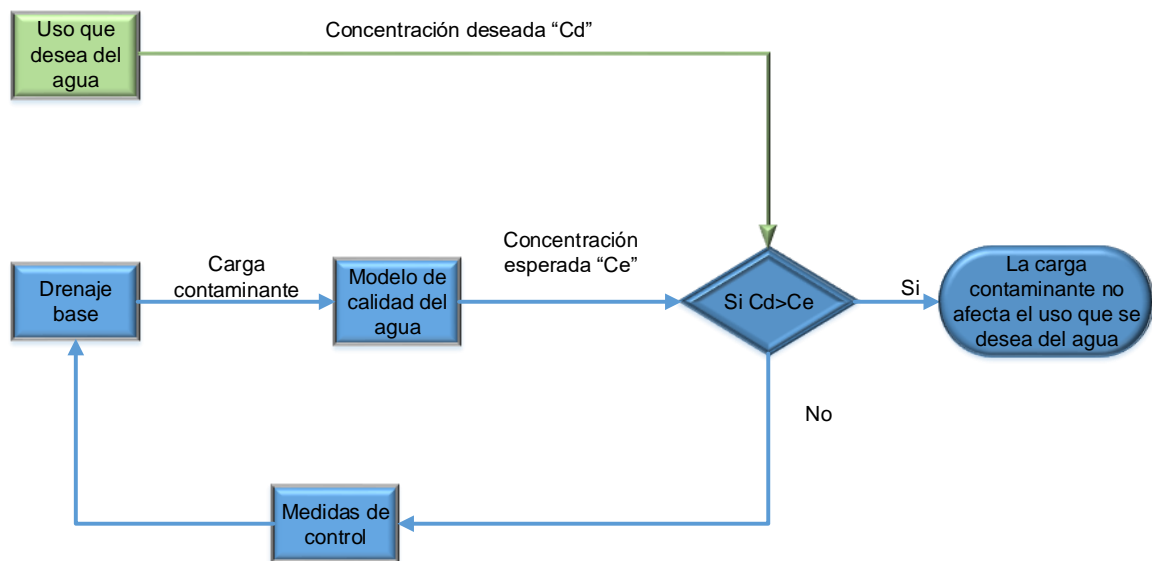 Uso que
desea del
agua
Concentración deseada “Cd”
Drenaje
base
Carga
contaminante
Modelo de
calidad del
agua
Concentración
esperada “Ce”
Si Cd>Ce
Si
La carga
contaminante no
afecta el uso que se
desea del agua
No
Medidas de
control